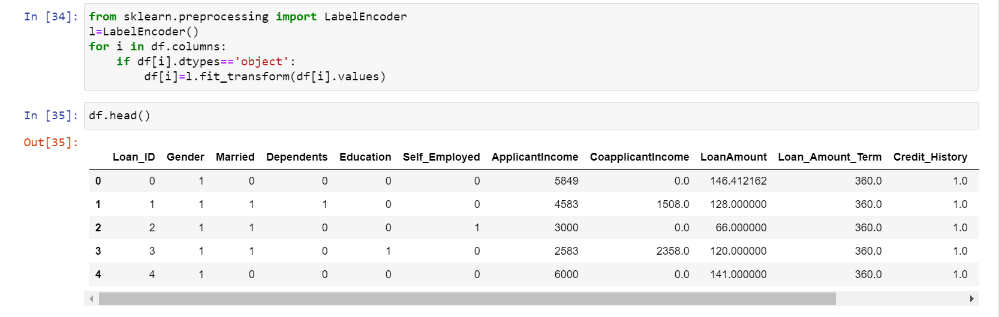 In [34]: from sklearn.preprocessing import LabelEncoder
l=LabelEncoder()
for i in df.columns:
    if df[i].dtypes=='object':
        df[i]=l.fit_transform(df[i].values)
In [35]: df.head()
Out[35]:
Loan_ID Gender Married Dependents Education Self_Employed ApplicantIncome CoapplicantIncome LoanAmount Loan_Amount_Term Credit_History
0 0 1 0 0 0 0 5849 0.0 146.412162 360.0 1.0
1 1 1 1 1 0 0 4583 1508.0 128.000000 360.0 1.0
2 2 1 1 0 0 1 3000 0.0 66.000000 360.0 1.0
3 3 1 1 0 1 0 2583 2358.0 120.000000 360.0 1.0
4 4 1 0 0 0 0 6000 0.0 141.000000 360.0 1.0